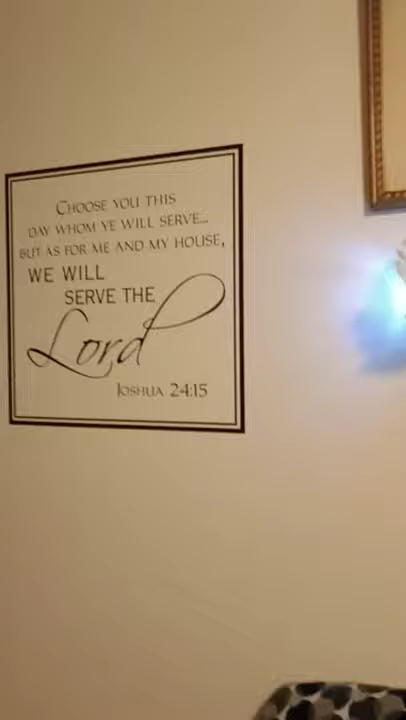 Choose you this
day whom ye will serve...
but as for me and my house,
WE WILL
SERVE THE
Lord
Joshua 24:15